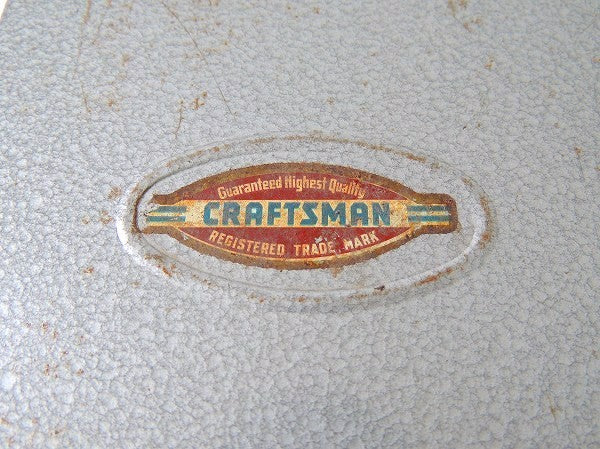 Guaranteed Highest Quality
CRAFTSMAN
REGISTERED TRADE MARK